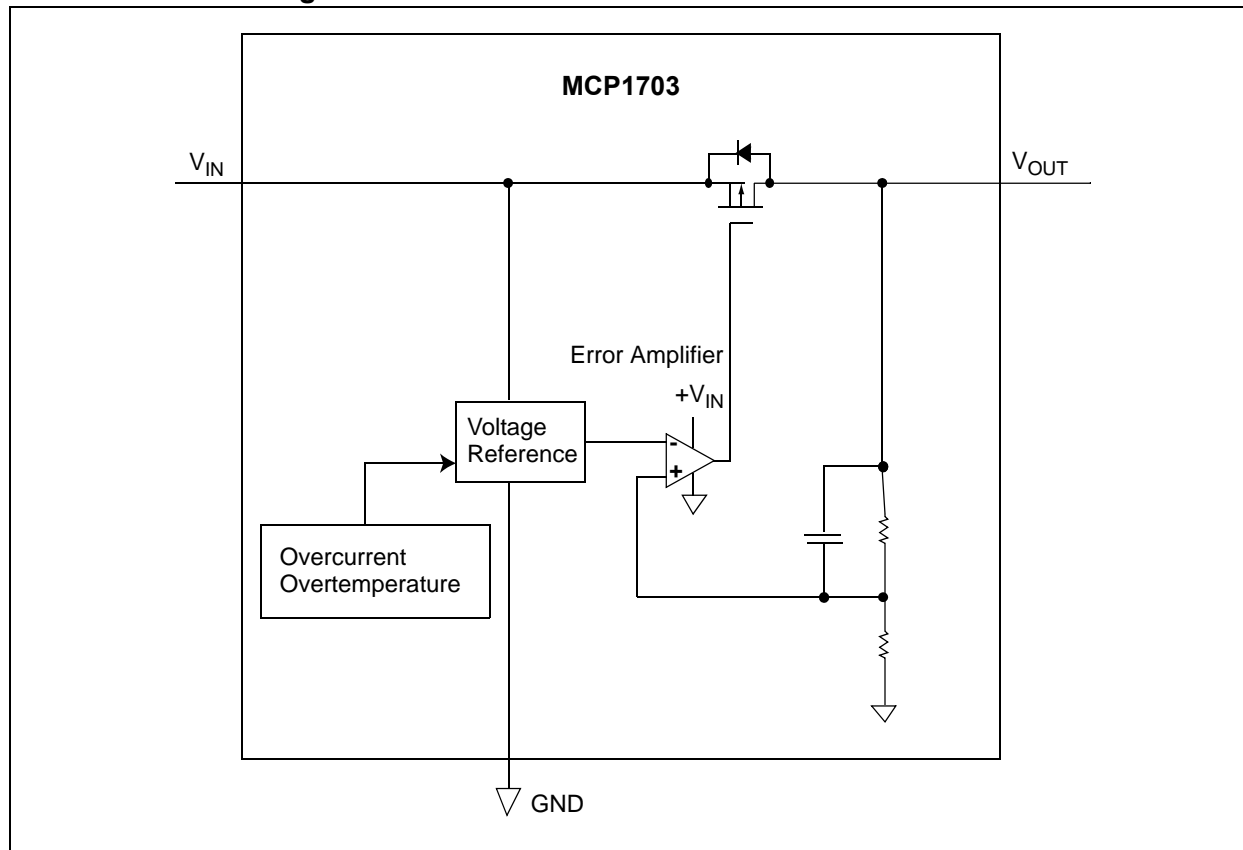 MCP1703
VIN
VOUT
Error Amplifier
+VIN
Voltage
Reference
-
+
Overcurrent
Overtemperature
GND